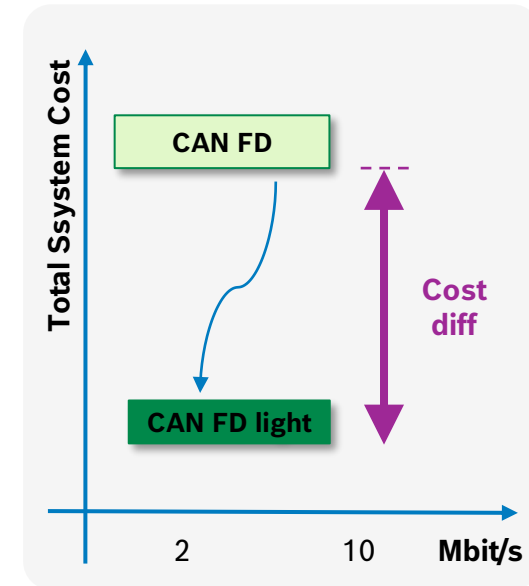 Total Ssystem Cost
CAN FD
Cost
diff
CAN FD light
2
10
Mbit/s